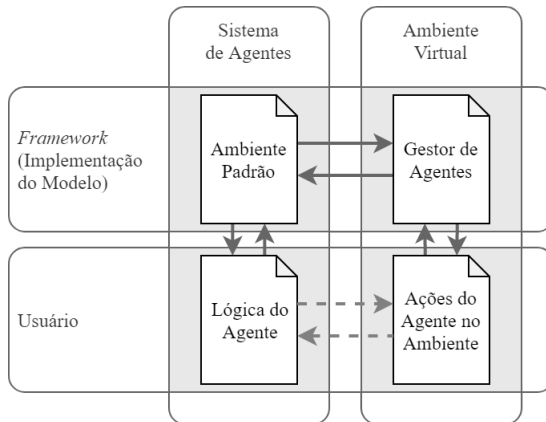 Sistema
de Agentes
Ambiente
Virtual
Framework
(Implementação
do Modelo)
Ambiente
Padrão
Gestor de
Agentes
Usuário
Lógica do
Agente
Ações do
Agente no
Ambiente